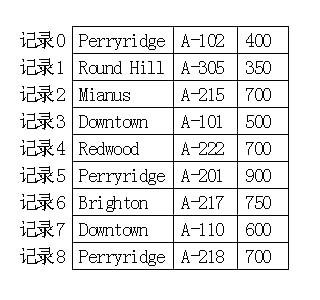 记录0 Perryridge A-102 400
记录1 Round Hill A-305 350
记录2 Mianus A-215 700
记录3 Downtown A-101 500
记录4 Redwood A-222 700
记录5 Perryridge A-201 900
记录6 Brighton A-217 750
记录7 Downtown A-110 600
记录8 Perryridge A-218 700